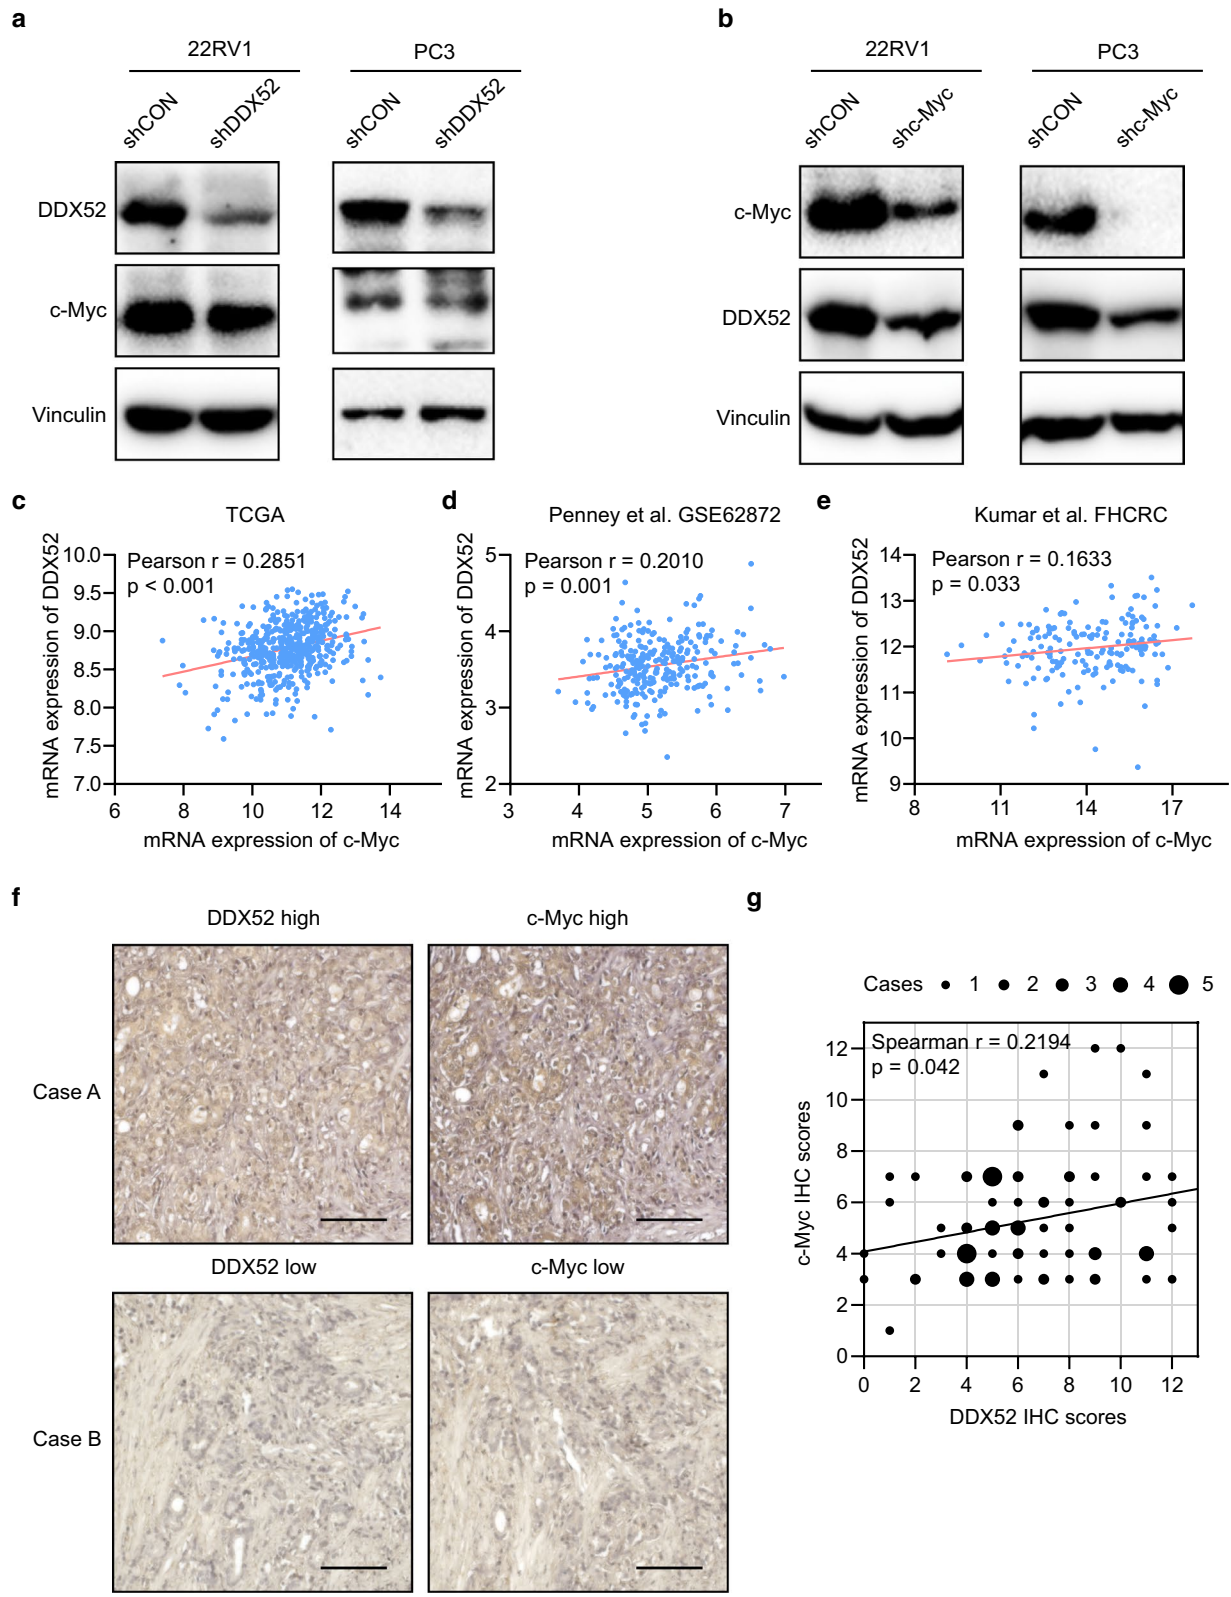 a
22RV1
PC3
shCON
shDDX52
shCON
shDDX52
DDX52
c-Myc
Vinculin
b
22RV1
PC3
shCON
shc-Myc
shCON
shc-Myc
c-Myc
DDX52
Vinculin
c
TCGA
Pearson r = 0.2851
p < 0.001
mRNA expression of DDX52
10.0
9.5
9.0
8.5
8.0
7.5
7.0
6 8 10 12 14
mRNA expression of c-Myc
d
Penney et al. GSE62872
Pearson r = 0.2010
p = 0.001
mRNA expression of DDX52
5
4
3
2
3 4 5 6 7
mRNA expression of c-Myc
e
Kumar et al. FHCRC
Pearson r = 0.1633
p = 0.033
mRNA expression of DDX52
14
13
12
11
10
9
8 11 14 17
mRNA expression of c-Myc
f
DDX52 high
c-Myc high
Case A
DDX52 low
c-Myc low
Case B
g
Cases 1 2 3 4 5
Spearman r = 0.2194
p = 0.042
c-Myc IHC scores
12
10
8
6
4
2
0
0 2 4 6 8 10 12
DDX52 IHC scores